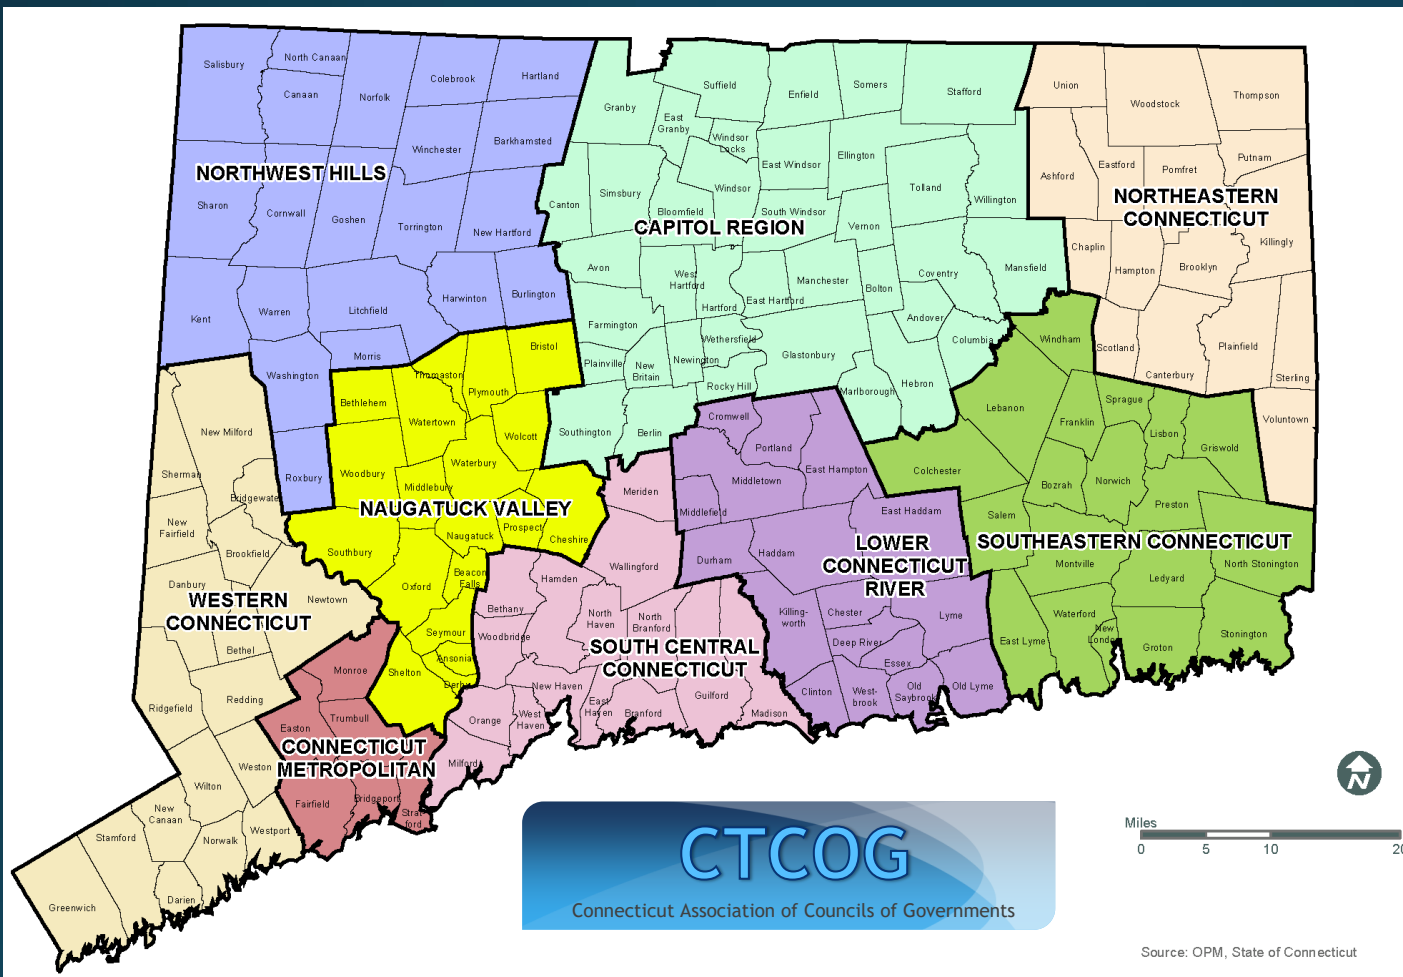 Salisbury
North Canaan
Canaan
Norfolk
Colebrook
Hartland
Winchester
Barkhamsted
NORTHWEST HILLS
Sharon
Cornwall
Goshen
Torrington
New Hartford
Kent
Warren
Litchfield
Harwinton
Burlington
Morris
Washington
Roxbury
Granby
Suffield
East
Granby
Windsor
Locks
Enfield
Somers
Stafford
East Windsor
Ellington
Simsbury
Windsor
Tolland
Willington
Canton
Bloomfield
South Windsor
CAPITOL REGION
Vernon
Avon
West
Hartford
Hartford
East Hartford
Manchester
Bolton
Coventry
Mansfield
Andover
Columbia
Farmington
Wethersfield
Plainville
New
Britain
Newington
Glastonbury
Rocky Hill
Marlborough
Hebron
Southington
Berlin
Union
Woodstock
Thompson
Ashford
Eastford
Pomfret
Putnam
NORTHEASTERN
CONNECTICUT
Chaplin
Hampton
Brooklyn
Killingly
Scotland
Canterbury
Plainfield
Sterling
Voluntown
Bristol
Thomaston
Plymouth
Bethlehem
Watertown
Wolcott
Woodbury
Waterbury
Middlebury
NAUGATUCK VALLEY
Prospect
Cheshire
Naugatuck
Southbury
Oxford
Beacon
Falls
Seymour
Ansonia
Derby
Shelton
New Milford
Sherman
Bridgewater
New
Fairfield
Brookfield
Danbury
WESTERN
CONNECTICUT
Newtown
Bethel
Redding
Ridgefield
Weston
Wilton
New
Canaan
Stamford
Norwalk
Westport
Darien
Greenwich
Monroe
Trumbull
Easton
CONNECTICUT
METROPOLITAN
Fairfield
Bridgeport
Strat-
ford
Meriden
Wallingford
Hamden
Bethany
Woodbridge
North
Haven
North
Branford
SOUTH CENTRAL
CONNECTICUT
New Haven
Orange
West
Haven
East
Haven
Branford
Guilford
Madison
Milford
Cromwell
Portland
Middletown
East Hampton
Middlefield
East Haddam
Durham
Haddam
LOWER
CONNECTICUT
RIVER
Killing-
worth
Chester
Lyme
Deep River
Essex
Clinton
West-
brook
Old
Saybrook
Old Lyme
Windham
Lebanon
Franklin
Sprague
Lisbon
Griswold
Colchester
Bozrah
Norwich
Preston
Salem
SOUTHEASTERN CONNECTICUT
Montville
Ledyard
North Stonington
East Lyme
Waterford
New
London
Groton
Stonington
CTCOG
Connecticut Association of Councils of Governments
N
Miles
0 5 10 20
Source: OPM, State of Connecticut